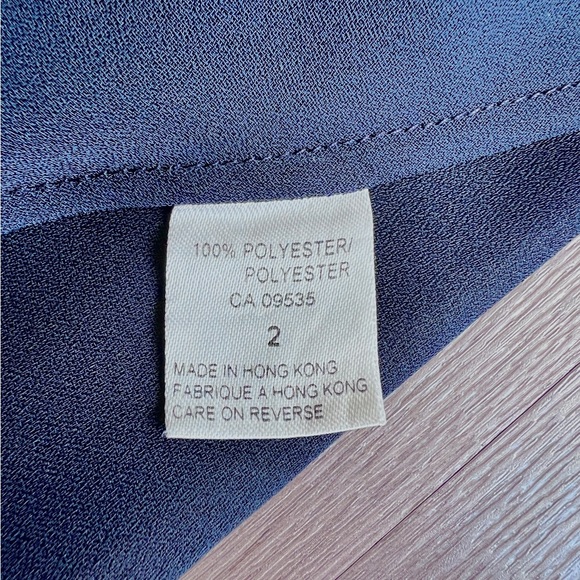 100% POLYESTER/
POLYESTER
CA 09535
2
MADE IN HONG KONG
FABRIQUE A HONG KONG
CARE ON REVERSE